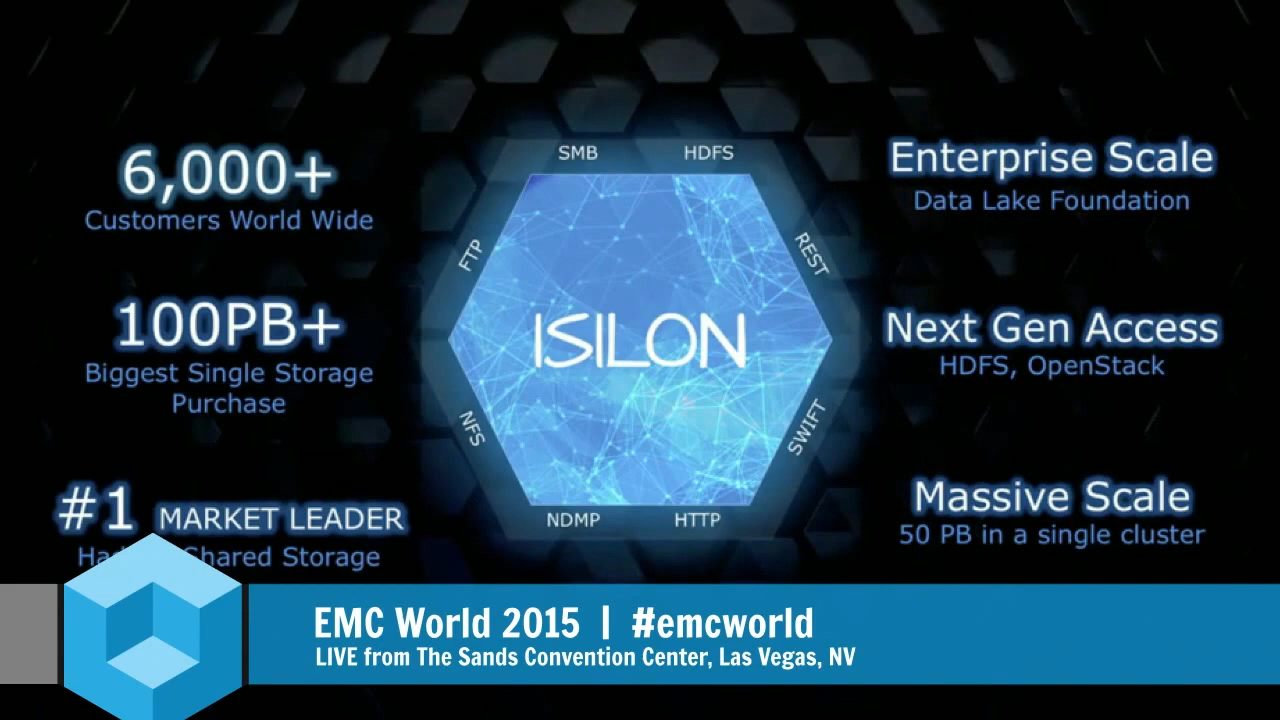 6,000+
Customers World Wide
100PB+
Biggest Single Storage
Purchase
#1 MARKET LEADER
Shared Storage
SMB HDFS
FTP
REST
ISILON
NFS
SWIFT
NDMP HTTP
Enterprise Scale
Data Lake Foundation
Next Gen Access
HDFS, OpenStack
Massive Scale
50 PB in a single cluster
EMC World 2015 | #emcworld
LIVE from The Sands Convention Center, Las Vegas, NV